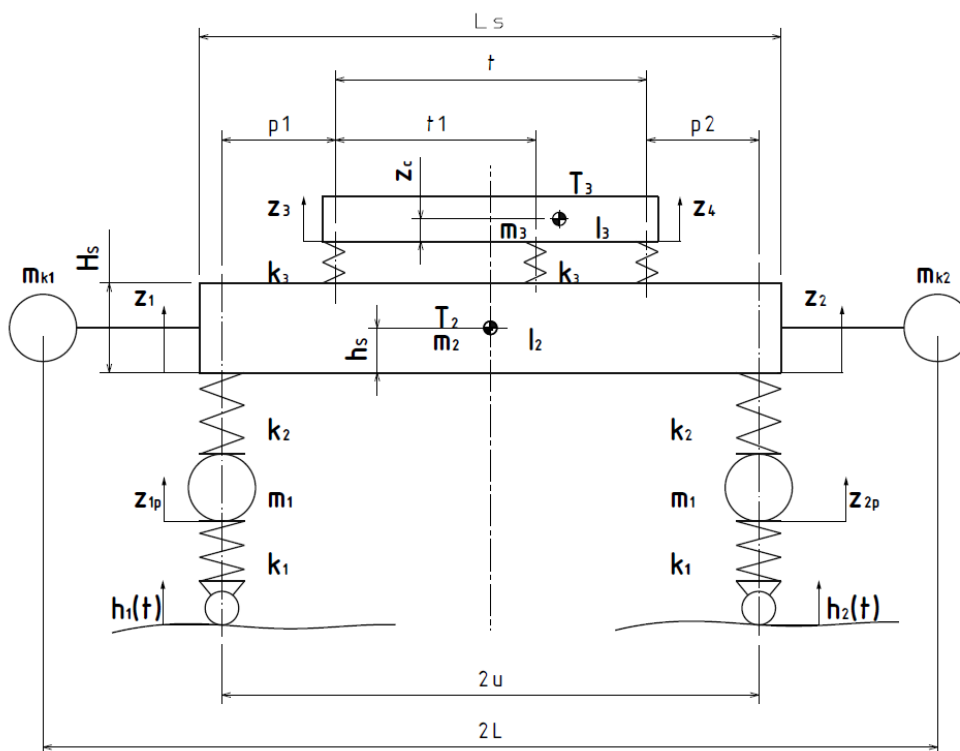 Ls
t
p1 t1 p2
zc T3
z3 z4
m3 I3
Hs
mk1 k3 k3 mk2
z1 z2
T2
hs m2 I2
k2 k2
z1p m1 m1 z2p
k1 k1
h1(t) h2(t)
2u
2L